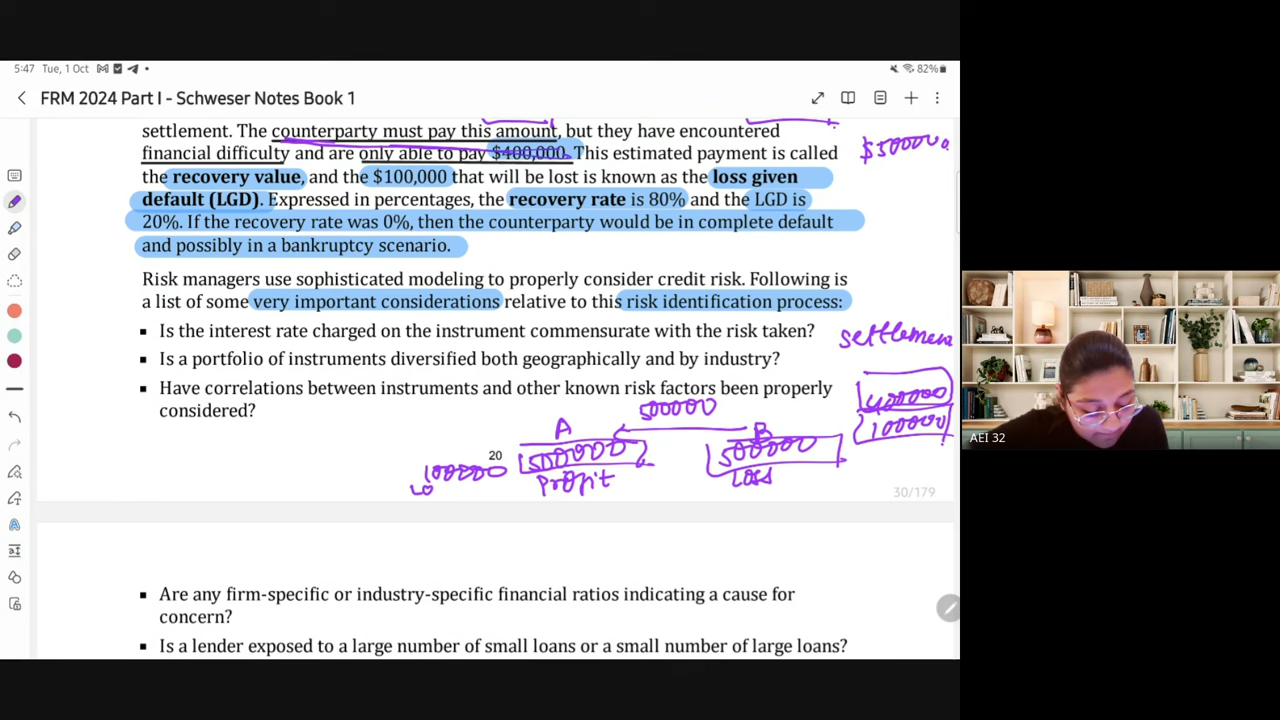 5:47 Tue, 1 Oct 82%
FRM 2024 Part I - Schweser Notes Book 1
settlement. The counterparty must pay this amount, but they have encountered
$500000
financial difficulty and are only able to pay $400,000. This estimated payment is called
the recovery value, and the $100,000 that will be lost is known as the loss given
default (LGD). Expressed in percentages, the recovery rate is 80% and the LGD is
20%. If the recovery rate was 0%, then the counterparty would be in complete default
and possibly in a bankruptcy scenario.
Risk managers use sophisticated modeling to properly consider credit risk. Following is
a list of some very important considerations relative to this risk identification process:
▪ Is the interest rate charged on the instrument commensurate with the risk taken?
settlement
▪ Is a portfolio of instruments diversified both geographically and by industry?
▪ Have correlations between instruments and other known risk factors been properly
considered?
400000
500000
100000
A B
20
500000 500000
100000
Profit Loss
30/179
▪ Are any firm-specific or industry-specific financial ratios indicating a cause for
concern?
▪ Is a lender exposed to a large number of small loans or a small number of large loans?
AEI 32